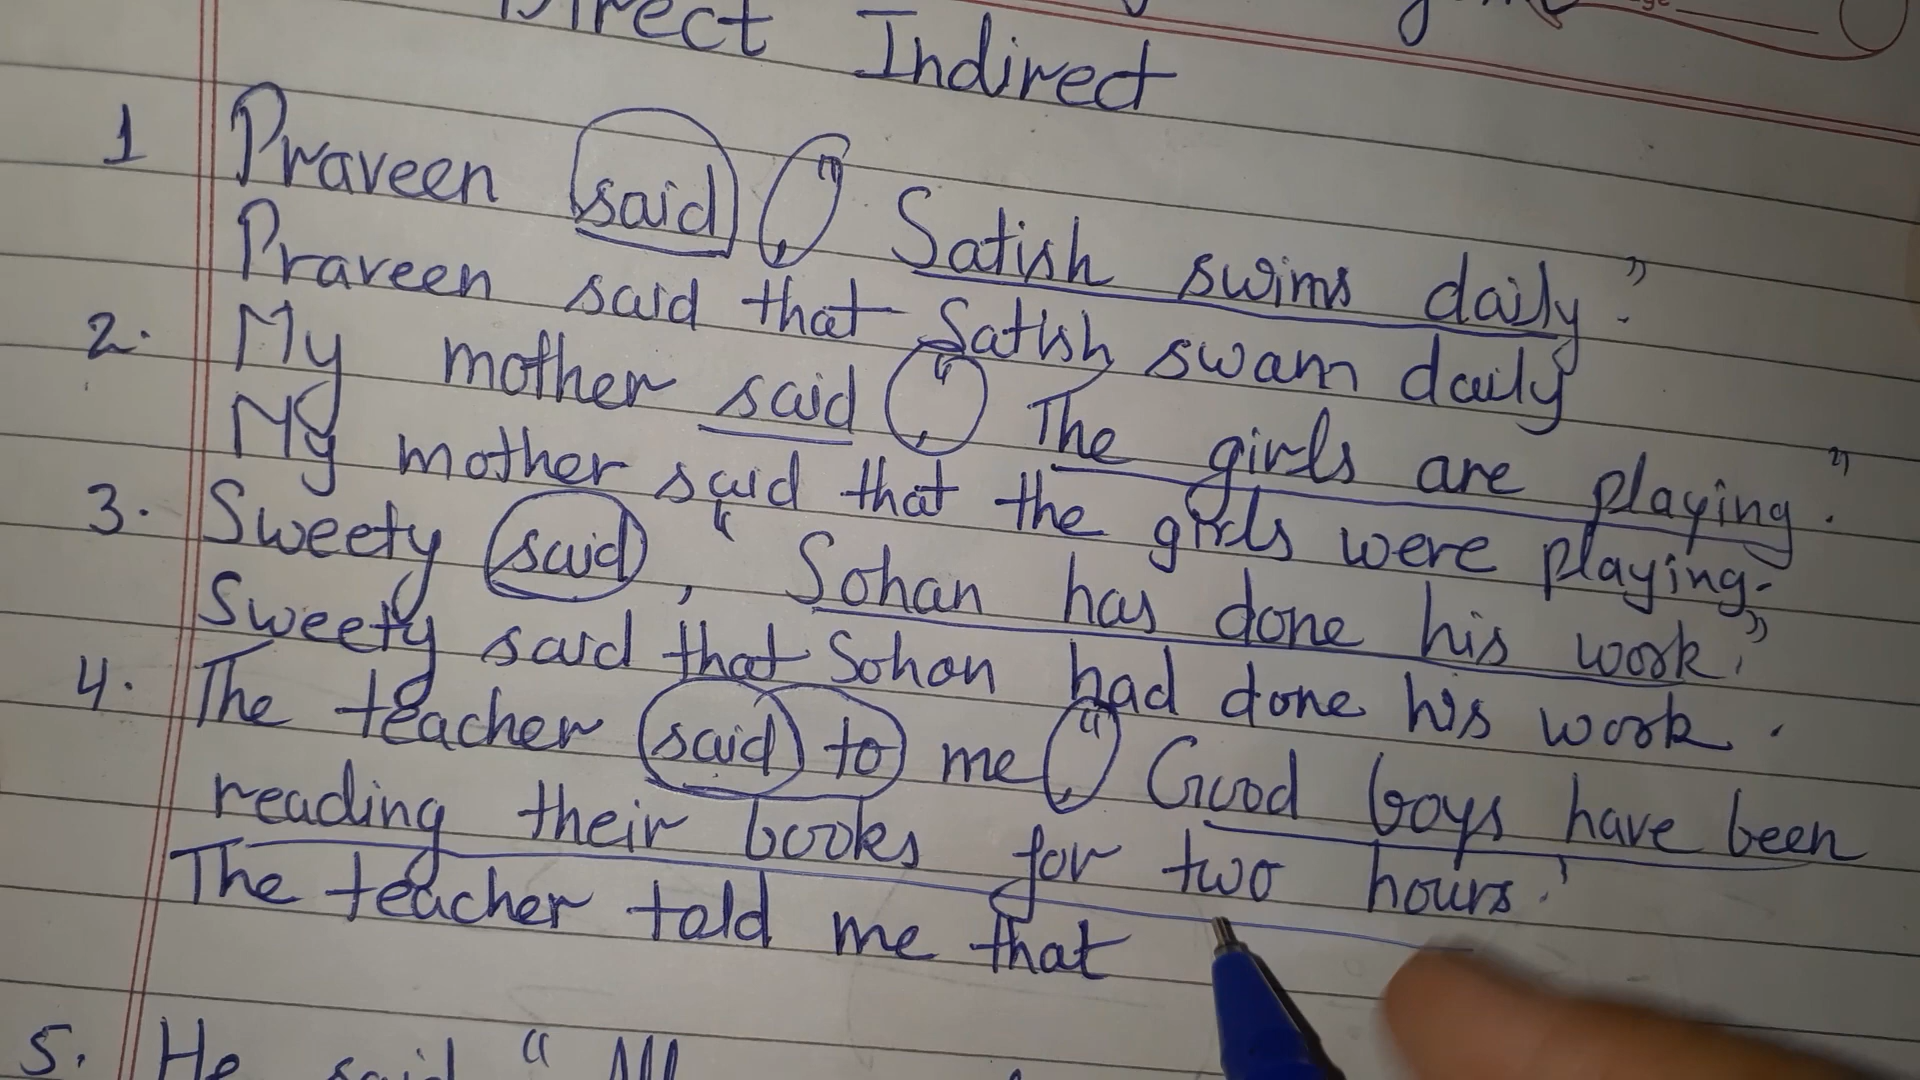 Direct Indirect
1 Praveen said, " Satish swims daily."
Praveen said that Satish swam daily
2. My mother said, " The girls are playing."
My mother said that the girls were playing.
3. Sweety said, " Sohan has done his work."
Sweety said that Sohan had done his work.
4. The teacher said to me, " Good boys have been
reading their books for two hours.'
The teacher told me that
5. He said " All